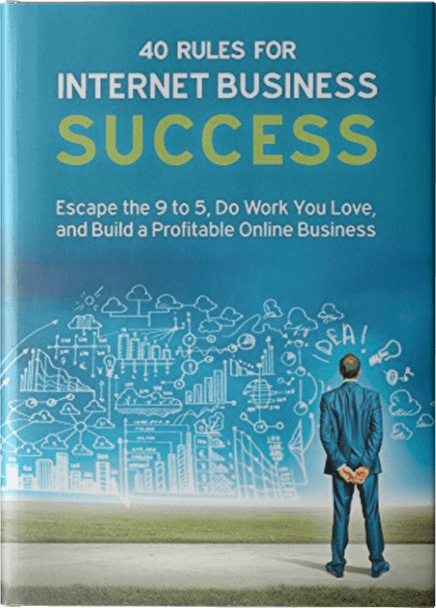 40 RULES FOR
INTERNET BUSINESS
SUCCESS
Escape the 9 to 5, Do Work You Love,
and Build a Profitable Online Business
IDEA!